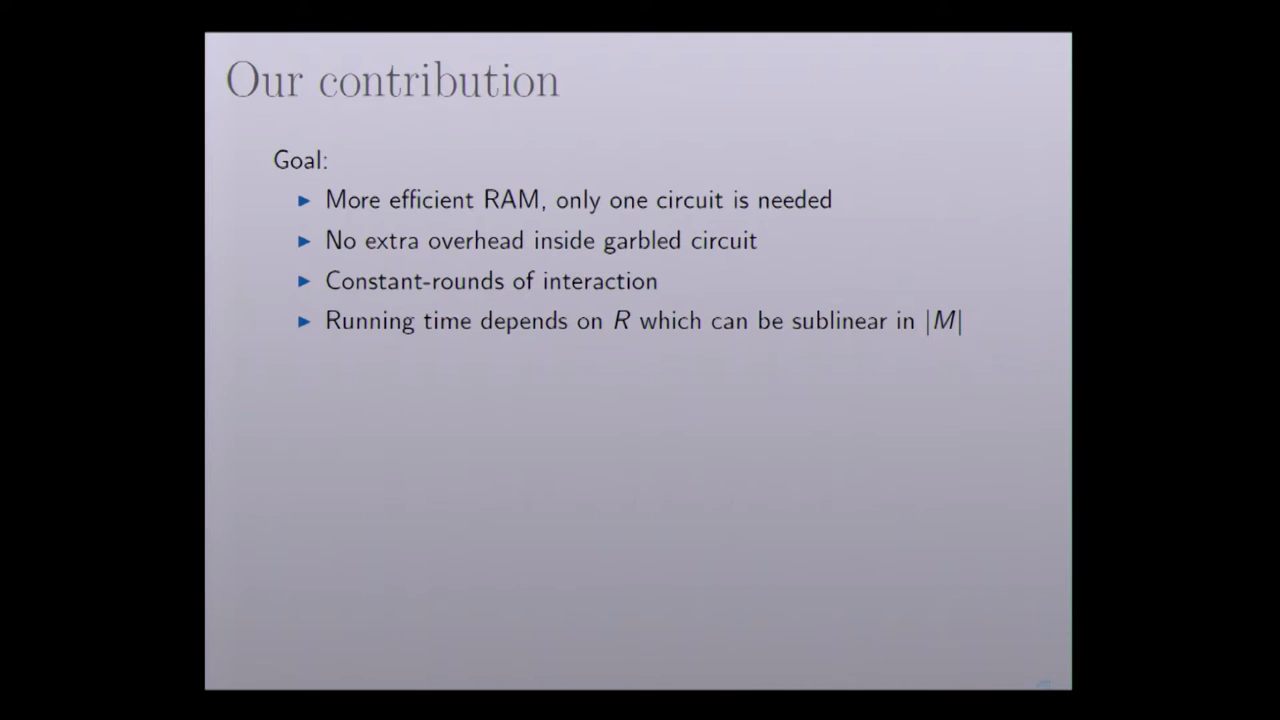 Our contribution
Goal:
► More efficient RAM, only one circuit is needed
► No extra overhead inside garbled circuit
► Constant-rounds of interaction
► Running time depends on R which can be sublinear in |M|